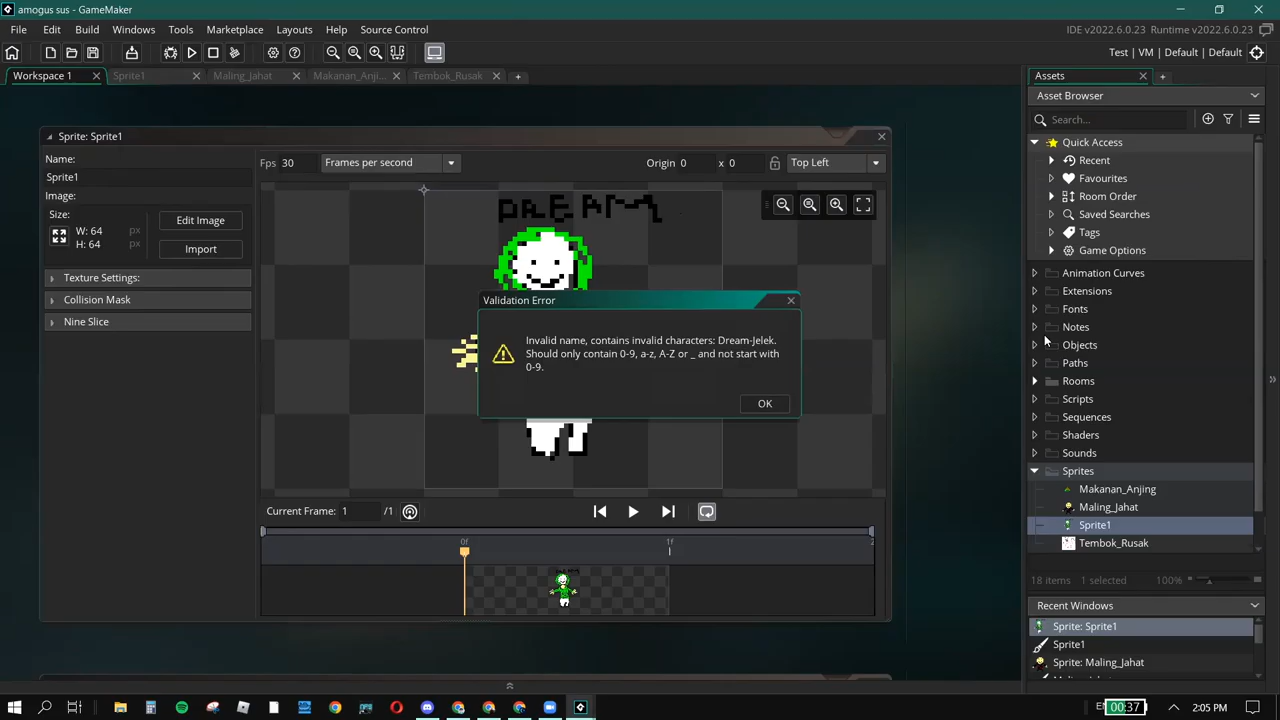 amogus sus - GameMaker
File Edit Build Windows Tools Marketplace Layouts Help Source Control
IDE v2022.6.0.23 Runtime v2022.6.0.23
Test | VM | Default | Default
Workspace 1 Sprite1 Maling_Jahat Makanan_Anji... Tembok_Rusak
Assets
Asset Browser
Search...
Sprite: Sprite1
Name:
Sprite1
Image:
Size:
W: 64 px
H: 64 px
Edit Image
Import
Texture Settings:
Collision Mask
Nine Slice
Fps 30 Frames per second
Origin 0 x 0 Top Left
DREAM
Validation Error
Invalid name, contains invalid characters: Dream-Jelek.
Should only contain 0-9, a-z, A-Z or _ and not start with
0-9.
OK
Current Frame: 1 /1
0f 1f 2
Quick Access
Recent
Favourites
Room Order
Saved Searches
Tags
Game Options
Animation Curves
Extensions
Fonts
Notes
Objects
Paths
Rooms
Scripts
Sequences
Shaders
Sounds
Sprites
Makanan_Anjing
Maling_Jahat
Sprite1
Tembok_Rusak
18 items 1 selected 100%
Recent Windows
Sprite: Sprite1
Sprite1
Sprite: Maling_Jahat
00:37
2:05 PM